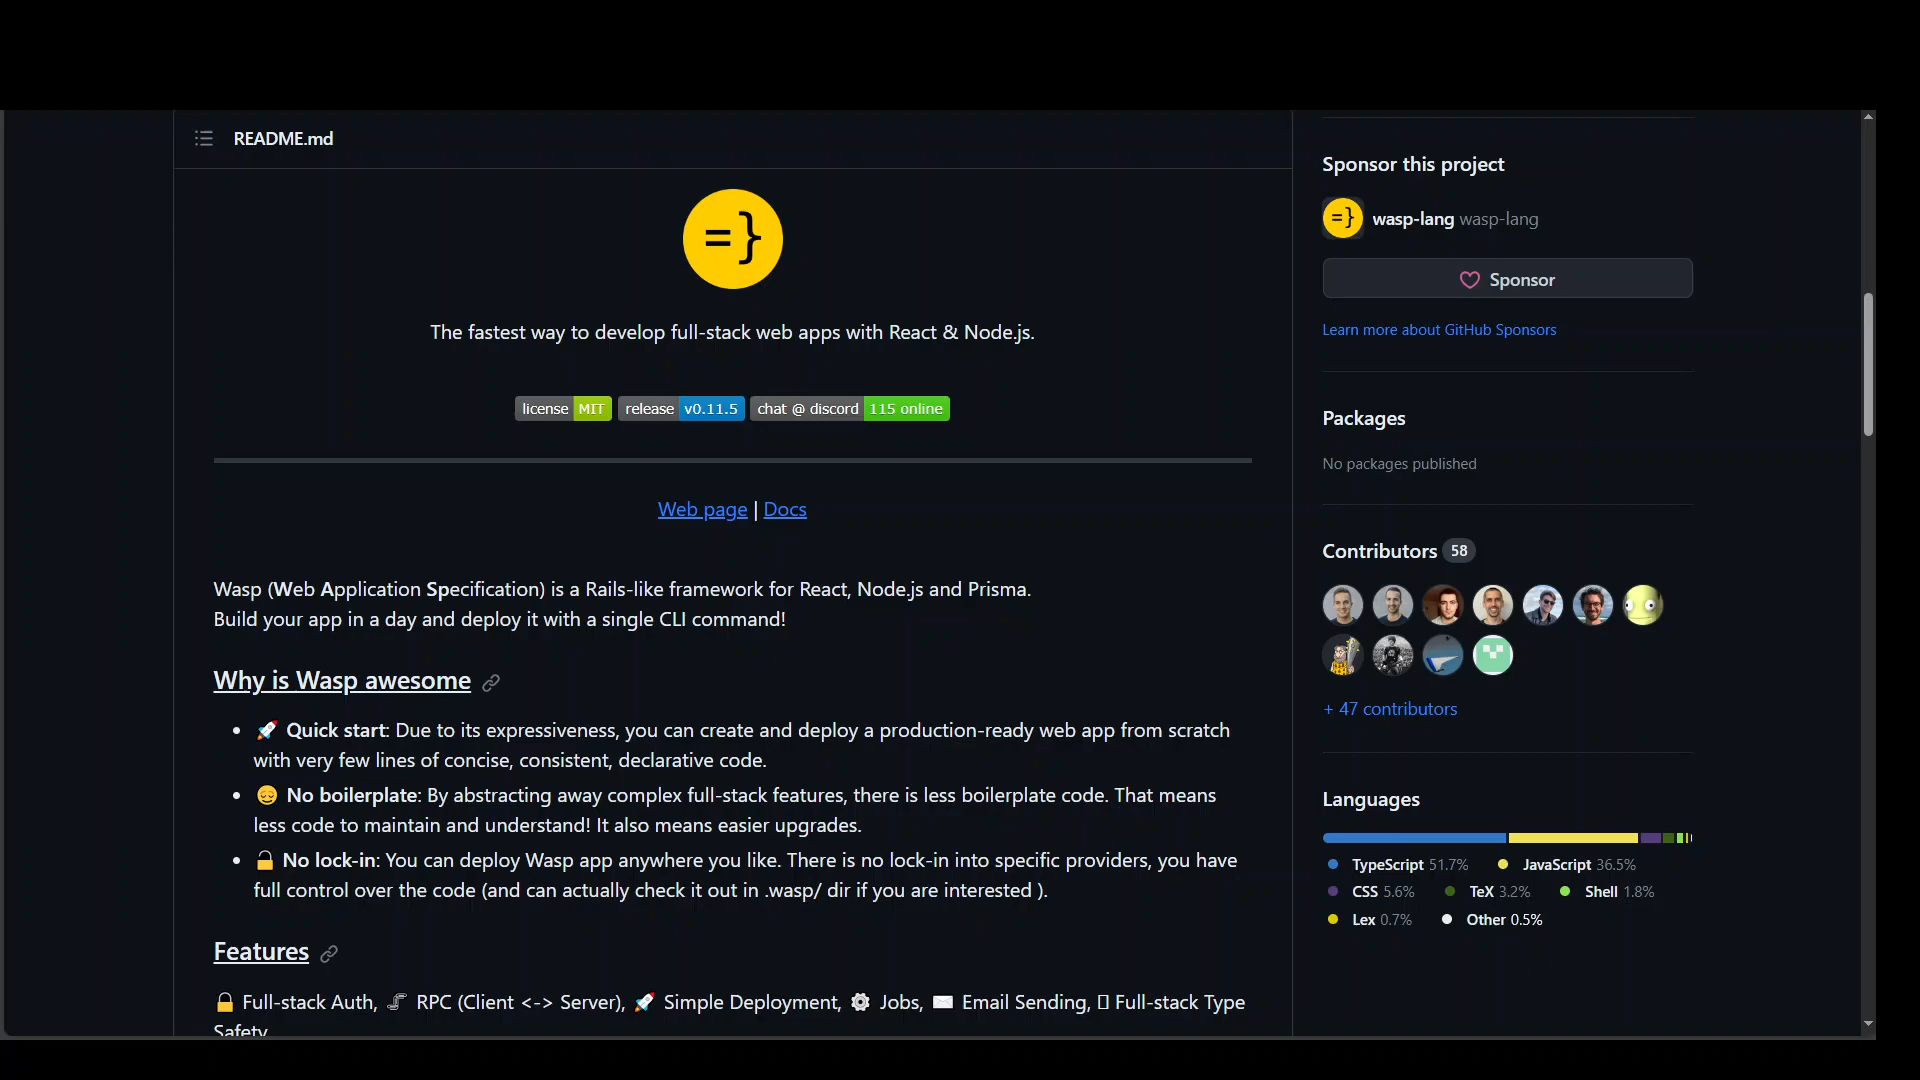 README.md
=}
The fastest way to develop full-stack web apps with React & Node.js.
license MIT release v0.11.5 chat @ discord 115 online
Web page | Docs
Wasp (Web Application Specification) is a Rails-like framework for React, Node.js and Prisma.
Build your app in a day and deploy it with a single CLI command!
Why is Wasp awesome
🚀 Quick start: Due to its expressiveness, you can create and deploy a production-ready web app from scratch
with very few lines of concise, consistent, declarative code.
😌 No boilerplate: By abstracting away complex full-stack features, there is less boilerplate code. That means
less code to maintain and understand! It also means easier upgrades.
🔓 No lock-in: You can deploy Wasp app anywhere you like. There is no lock-in into specific providers, you have
full control over the code (and can actually check it out in .wasp/ dir if you are interested ).
Features
🔒 Full-stack Auth, 🖇️ RPC (Client <-> Server), 🚀 Simple Deployment, ⚙️ Jobs, ✉️ Email Sending, Full-stack Type
Safety
Sponsor this project
=} wasp-lang wasp-lang
Sponsor
Learn more about GitHub Sponsors
Packages
No packages published
Contributors 58
+ 47 contributors
Languages
TypeScript 51.7% JavaScript 36.5%
CSS 5.6% TeX 3.2% Shell 1.8%
Lex 0.7% Other 0.5%